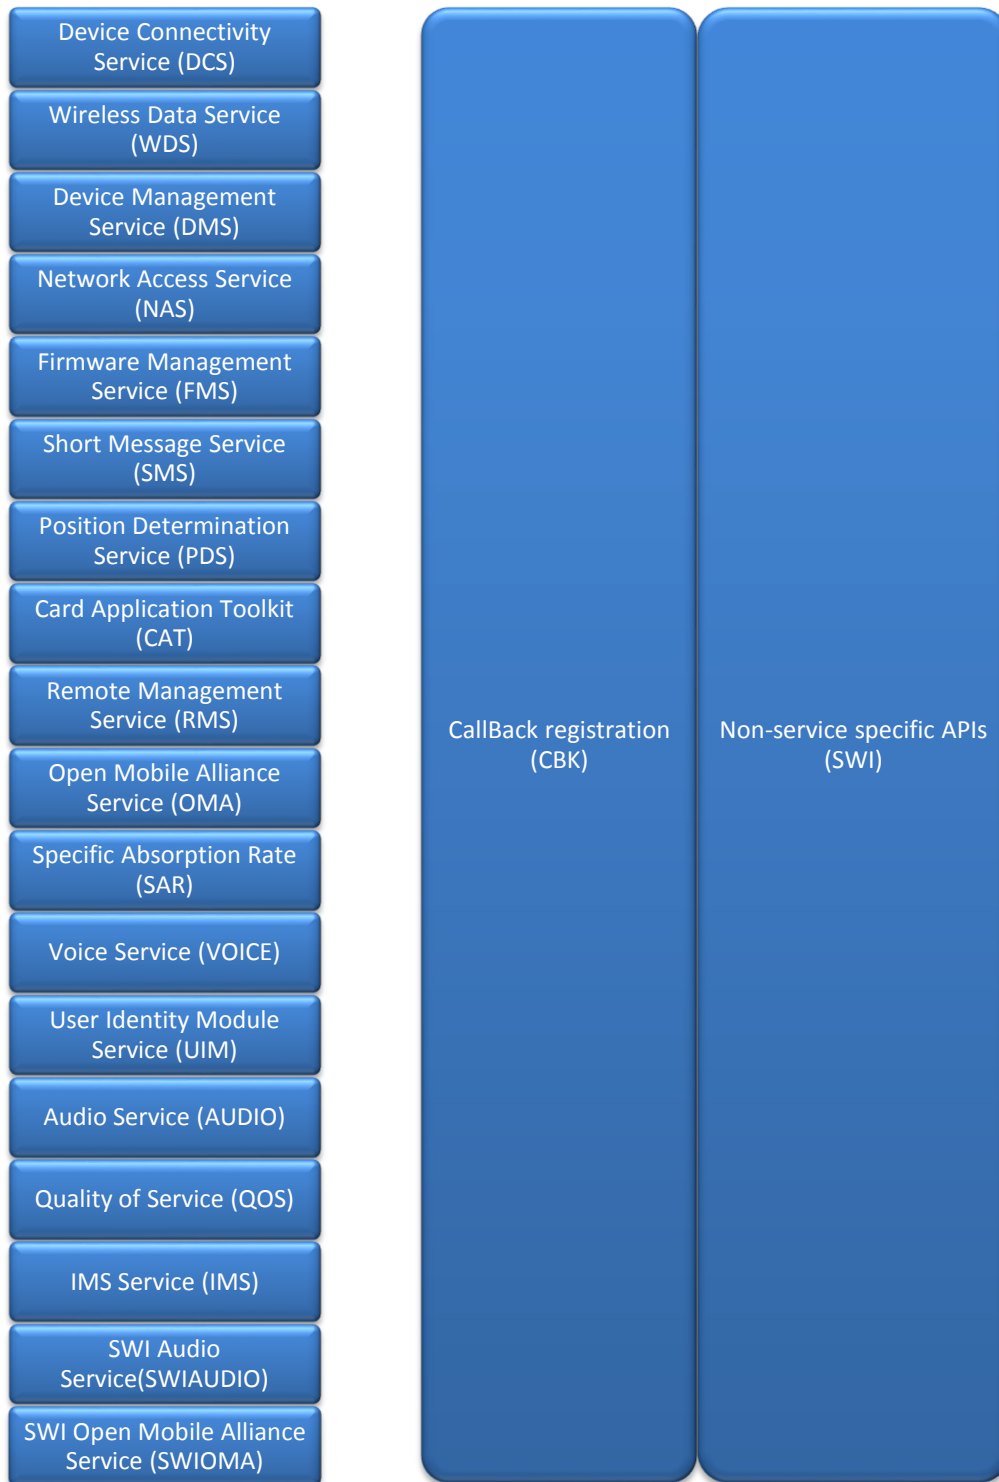 Device Connectivity
Service (DCS)
Wireless Data Service
(WDS)
Device Management
Service (DMS)
Network Access Service
(NAS)
Firmware Management
Service (FMS)
Short Message Service
(SMS)
Position Determination
Service (PDS)
Card Application Toolkit
(CAT)
Remote Management
Service (RMS)
Open Mobile Alliance
Service (OMA)
Specific Absorption Rate
(SAR)
Voice Service (VOICE)
User Identity Module
Service (UIM)
Audio Service (AUDIO)
Quality of Service (QOS)
IMS Service (IMS)
SWI Audio
Service(SWIAUDIO)
SWI Open Mobile Alliance
Service (SWIOMA)
CallBack registration
(CBK)
Non-service specific APIs
(SWI)